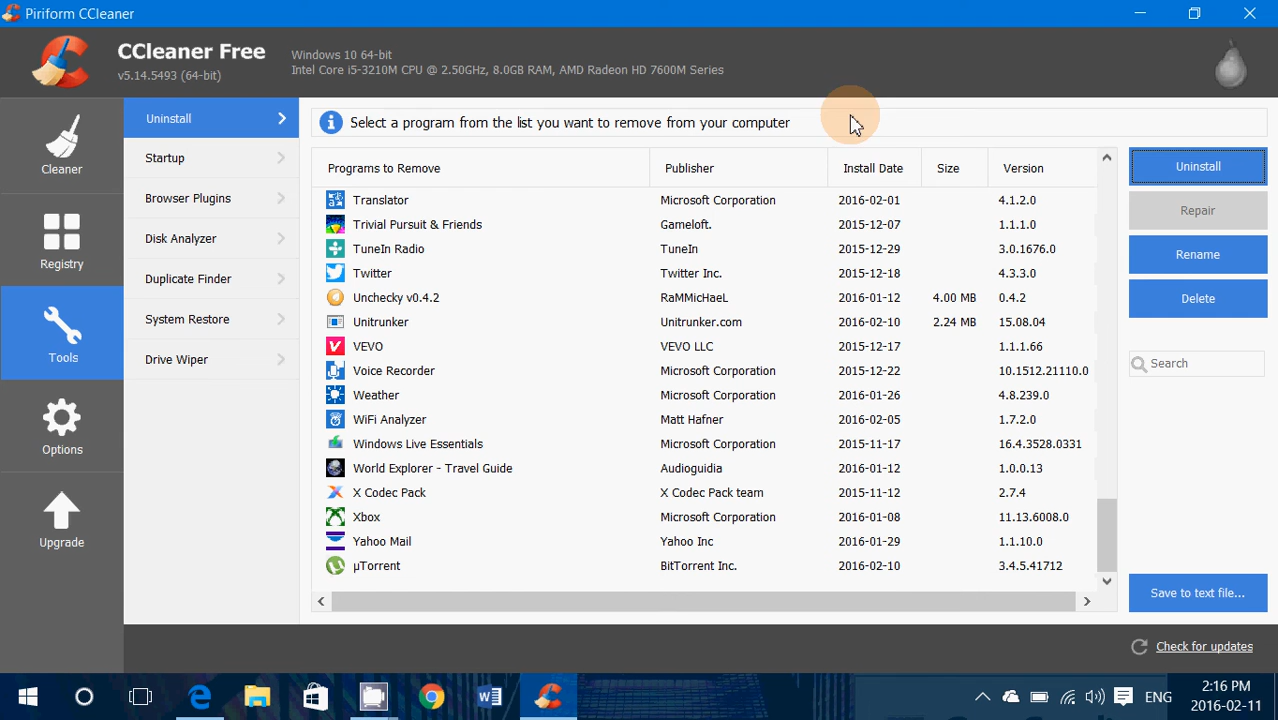 Piriform CCleaner
CCleaner Free
v5.14.5493 (64-bit)
Windows 10 64-bit
Intel Core i5-3210M CPU @ 2.50GHz, 8.0GB RAM, AMD Radeon HD 7600M Series
Cleaner
Registry
Tools
Options
Upgrade
Uninstall
Startup
Browser Plugins
Disk Analyzer
Duplicate Finder
System Restore
Drive Wiper
Select a program from the list you want to remove from your computer
Programs to Remove Publisher Install Date Size Version
Translator Microsoft Corporation 2016-02-01 4.1.2.0
Trivial Pursuit & Friends Gameloft. 2015-12-07 1.1.1.0
TuneIn Radio TuneIn 2015-12-29 3.0.1676.0
Twitter Twitter Inc. 2015-12-18 4.3.3.0
Unchecky v0.4.2 RaMMicHaeL 2016-01-12 4.00 MB 0.4.2
Unitrunker Unitrunker.com 2016-02-10 2.24 MB 15.08.04
VEVO VEVO LLC 2015-12-17 1.1.1.66
Voice Recorder Microsoft Corporation 2015-12-22 10.1512.21110.0
Weather Microsoft Corporation 2016-01-26 4.8.239.0
WiFi Analyzer Matt Hafner 2016-02-05 1.7.2.0
Windows Live Essentials Microsoft Corporation 2015-11-17 16.4.3528.0331
World Explorer - Travel Guide Audioguidia 2016-01-12 1.0.0.13
X Codec Pack X Codec Pack team 2015-11-12 2.7.4
Xbox Microsoft Corporation 2016-01-08 11.13.6008.0
Yahoo Mail Yahoo Inc 2016-01-29 1.1.10.0
µTorrent BitTorrent Inc. 2016-02-10 3.4.5.41712
Uninstall
Repair
Rename
Delete
Search
Save to text file...
Check for updates
ENG
2:16 PM
2016-02-11